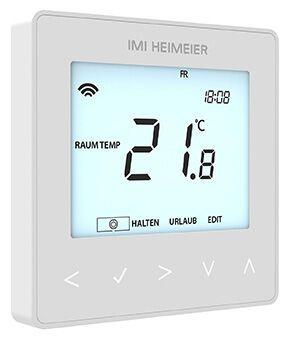 IMI HEIMEIER
FR
18:08
RAUM TEMP 21.8 °C
HALTEN URLAUB EDIT